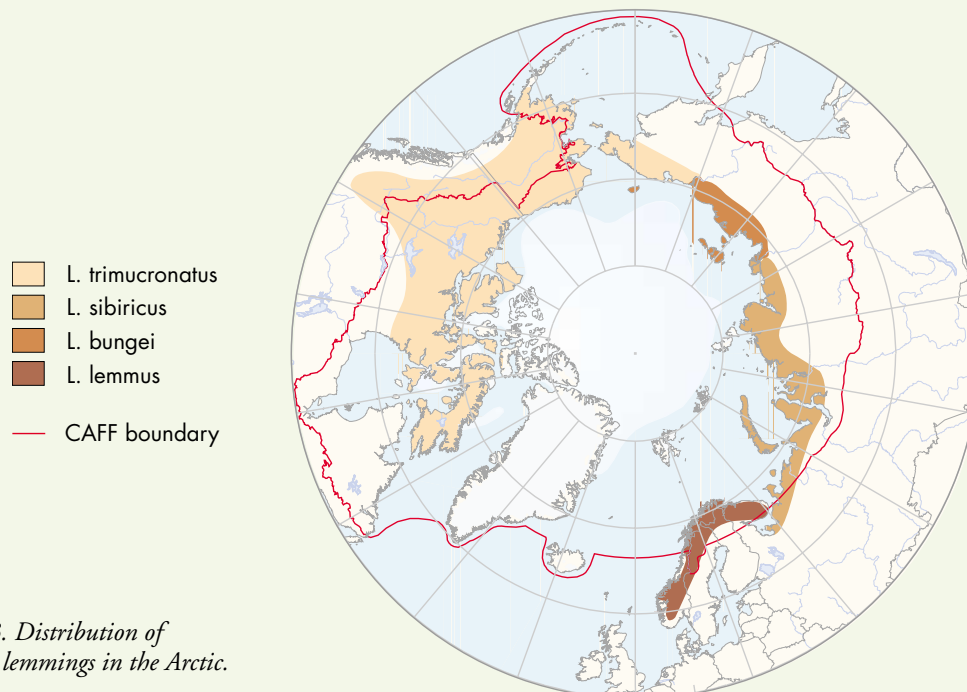 L. trimucronatus
L. sibiricus
L. bungei
L. lemmus
CAFF boundary
. Distribution of
lemmings in the Arctic.